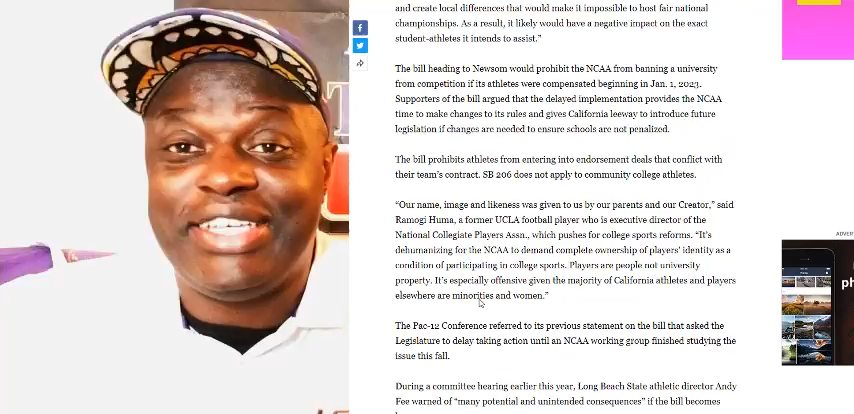 and create local differences that would make it impossible to host fair national
championships. As a result, it likely would have a negative impact on the exact
student-athletes it intends to assist.”
The bill heading to Newsom would prohibit the NCAA from banning a university
from competition if its athletes were compensated beginning in Jan. 1, 2023.
Supporters of the bill argued that the delayed implementation provides the NCAA
time to make changes to its rules and gives California leeway to introduce future
legislation if changes are needed to ensure schools are not penalized.
The bill prohibits athletes from entering into endorsement deals that conflict with
their team’s contract. SB 206 does not apply to community college athletes.
“Our name, image and likeness was given to us by our parents and our Creator,” said
Ramogi Huma, a former UCLA football player who is executive director of the
National Collegiate Players Assn., which pushes for college sports reforms. “It’s
dehumanizing for the NCAA to demand complete ownership of players’ identity as a
condition of participating in college sports. Players are people not university
property. It’s especially offensive given the majority of California athletes and players
elsewhere are minorities and women.”
The Pac-12 Conference referred to its previous statement on the bill that asked the
Legislature to delay taking action until an NCAA working group finished studying the
issue this fall.
During a committee hearing earlier this year, Long Beach State athletic director Andy
Fee warned of “many potential and unintended consequences” if the bill becomes
ADVER
ph